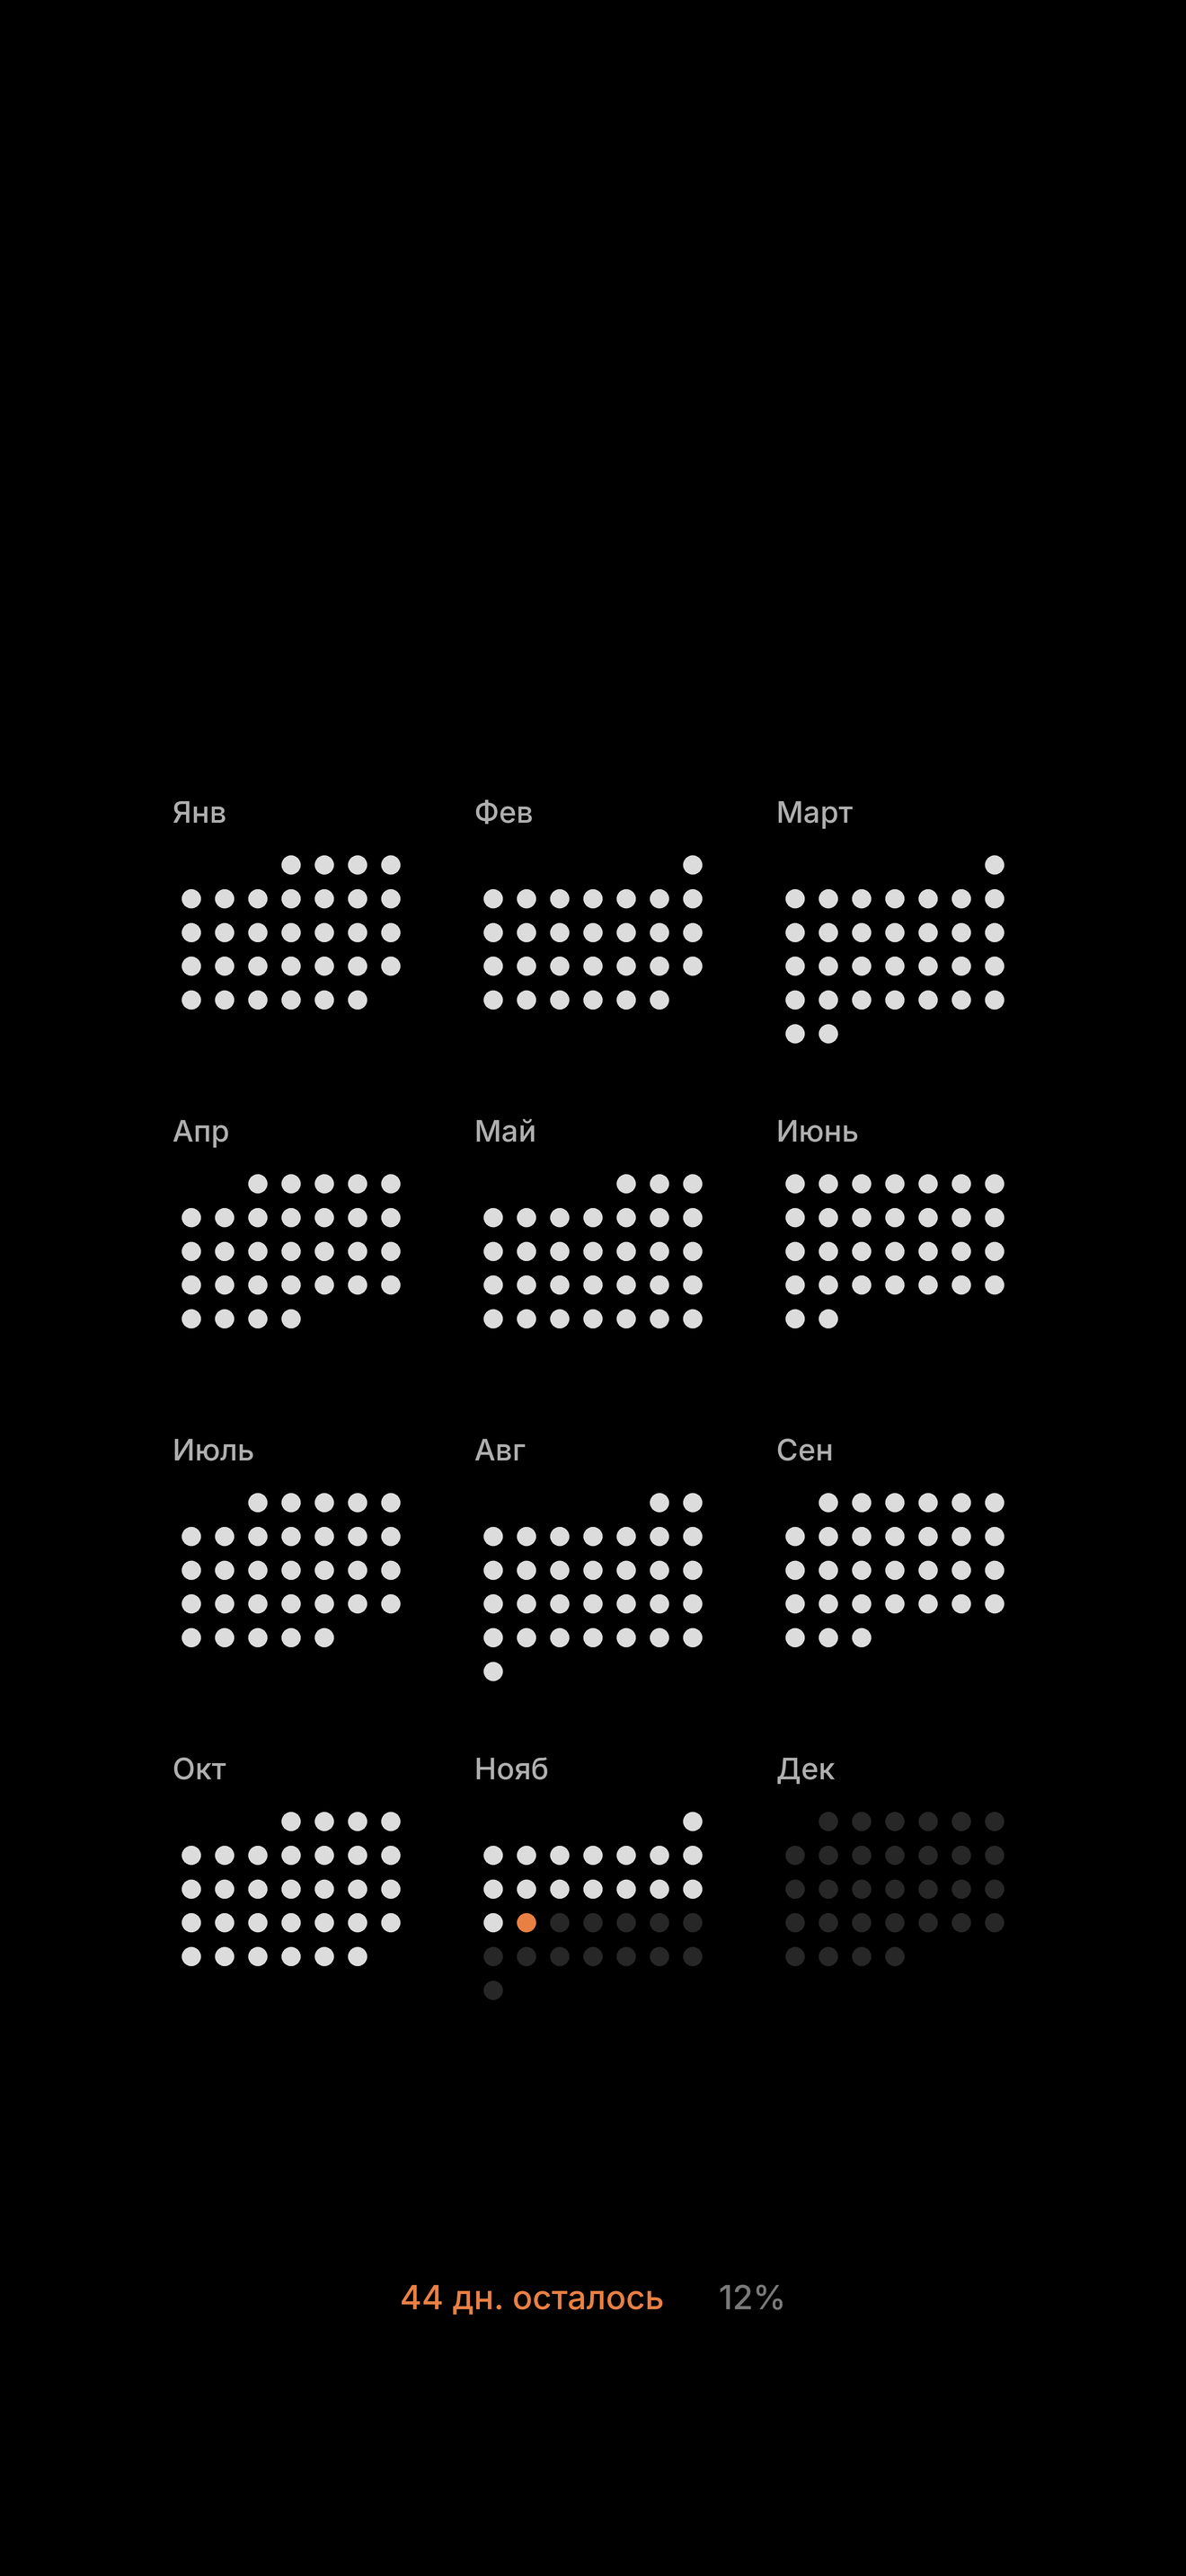 Янв Фев Март
Апр Май Июнь
Июль Авг Сен
Окт Нояб Дек
44 дн. осталось 12%